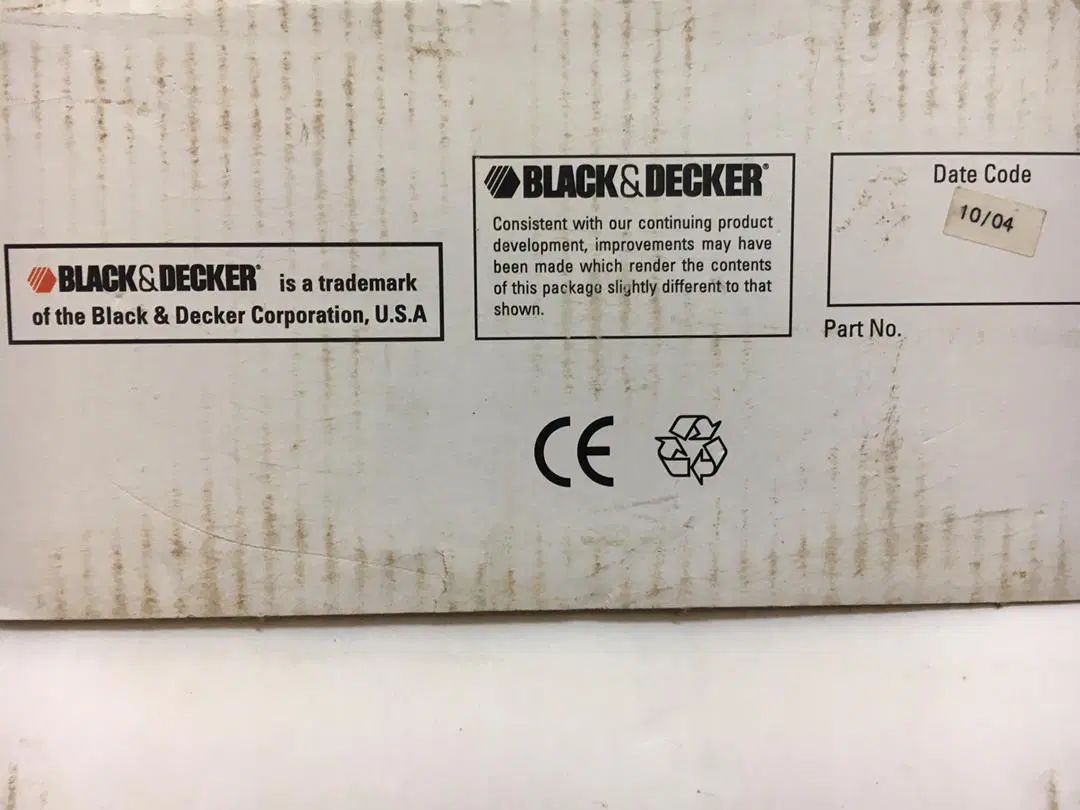 BLACK&DECKER® is a trademark
of the Black & Decker Corporation, U.S.A
BLACK&DECKER®
Consistent with our continuing product
development, improvements may have
been made which render the contents
of this package slightly different to that
shown.
CE
Date Code
10/04
Part No.